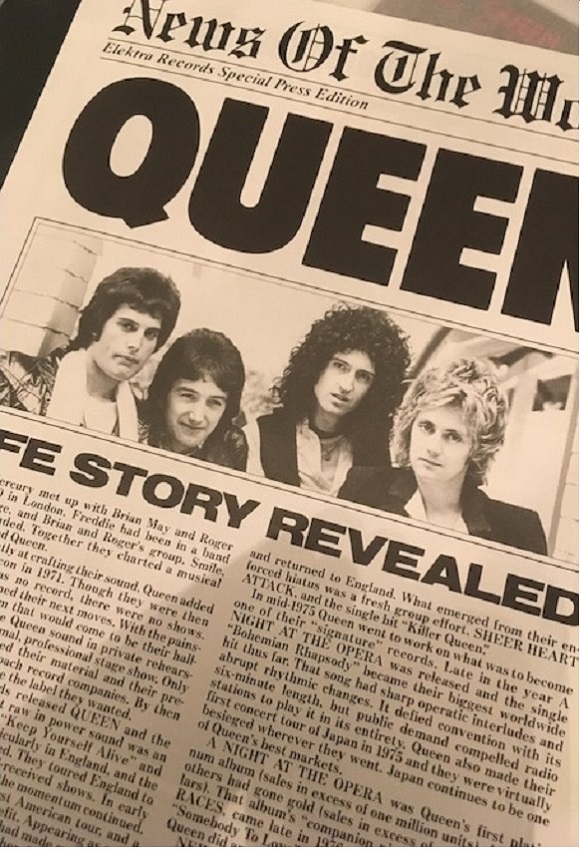 News Of The Wo
Elektra Records Special Press Edition
QUEEN
FE STORY REVEALED
ercury met up with Brian May and Roger
in London. Freddie had been in a band
ge, and Brian and Roger's group, Smile,
ded. Together they charted a musical
d Queen.
tly at crafting their sound, Queen added
con in 1971. Though they were then
s no record, there were no shows.
ned their next moves. With the pains-
m that would come to be their hall-
Queen sound in private rehears-
nal, professional stage show. Only
ed their material and their pre-
oach record companies. By then
the label they wanted.
ds released QUEEN and the
raw in power sound was an
"Keep Yourself Alive" and
cularly in England, and the
d. They toured England to
received shows. In early
he momentum continued.
t American tour, and a
lt. Appearing as
had made
and returned to England. What emerged from their en-
forced hiatus was a fresh group effort. SHEER HEART
ATTACK, and the single hit "Killer Queen."
In mid-1975 Queen went to work on what was to become
one of their "signature" records. Late in the year A
NIGHT AT THE OPERA was released and the single
"Bohemian Rhapsody" became their biggest worldwide
hit thus far. That song had sharp operatic interludes and
abrupt rhythmic changes. It defied convention with its
six-minute length, but public demand compelled radio
stations to play it in its entirety. Queen also made their
first concert tour of Japan in 1975 and they were virtually
besieged wherever they went. Japan continues to be one
of Queen's best markets.
A NIGHT AT THE OPERA was Queen's first plat-
num album (sales in excess of one million units)
others had gone gold (sales in excess of
lars). That album's "companion
RACES, came late in 1976
"Somebody To Lov
Queen did